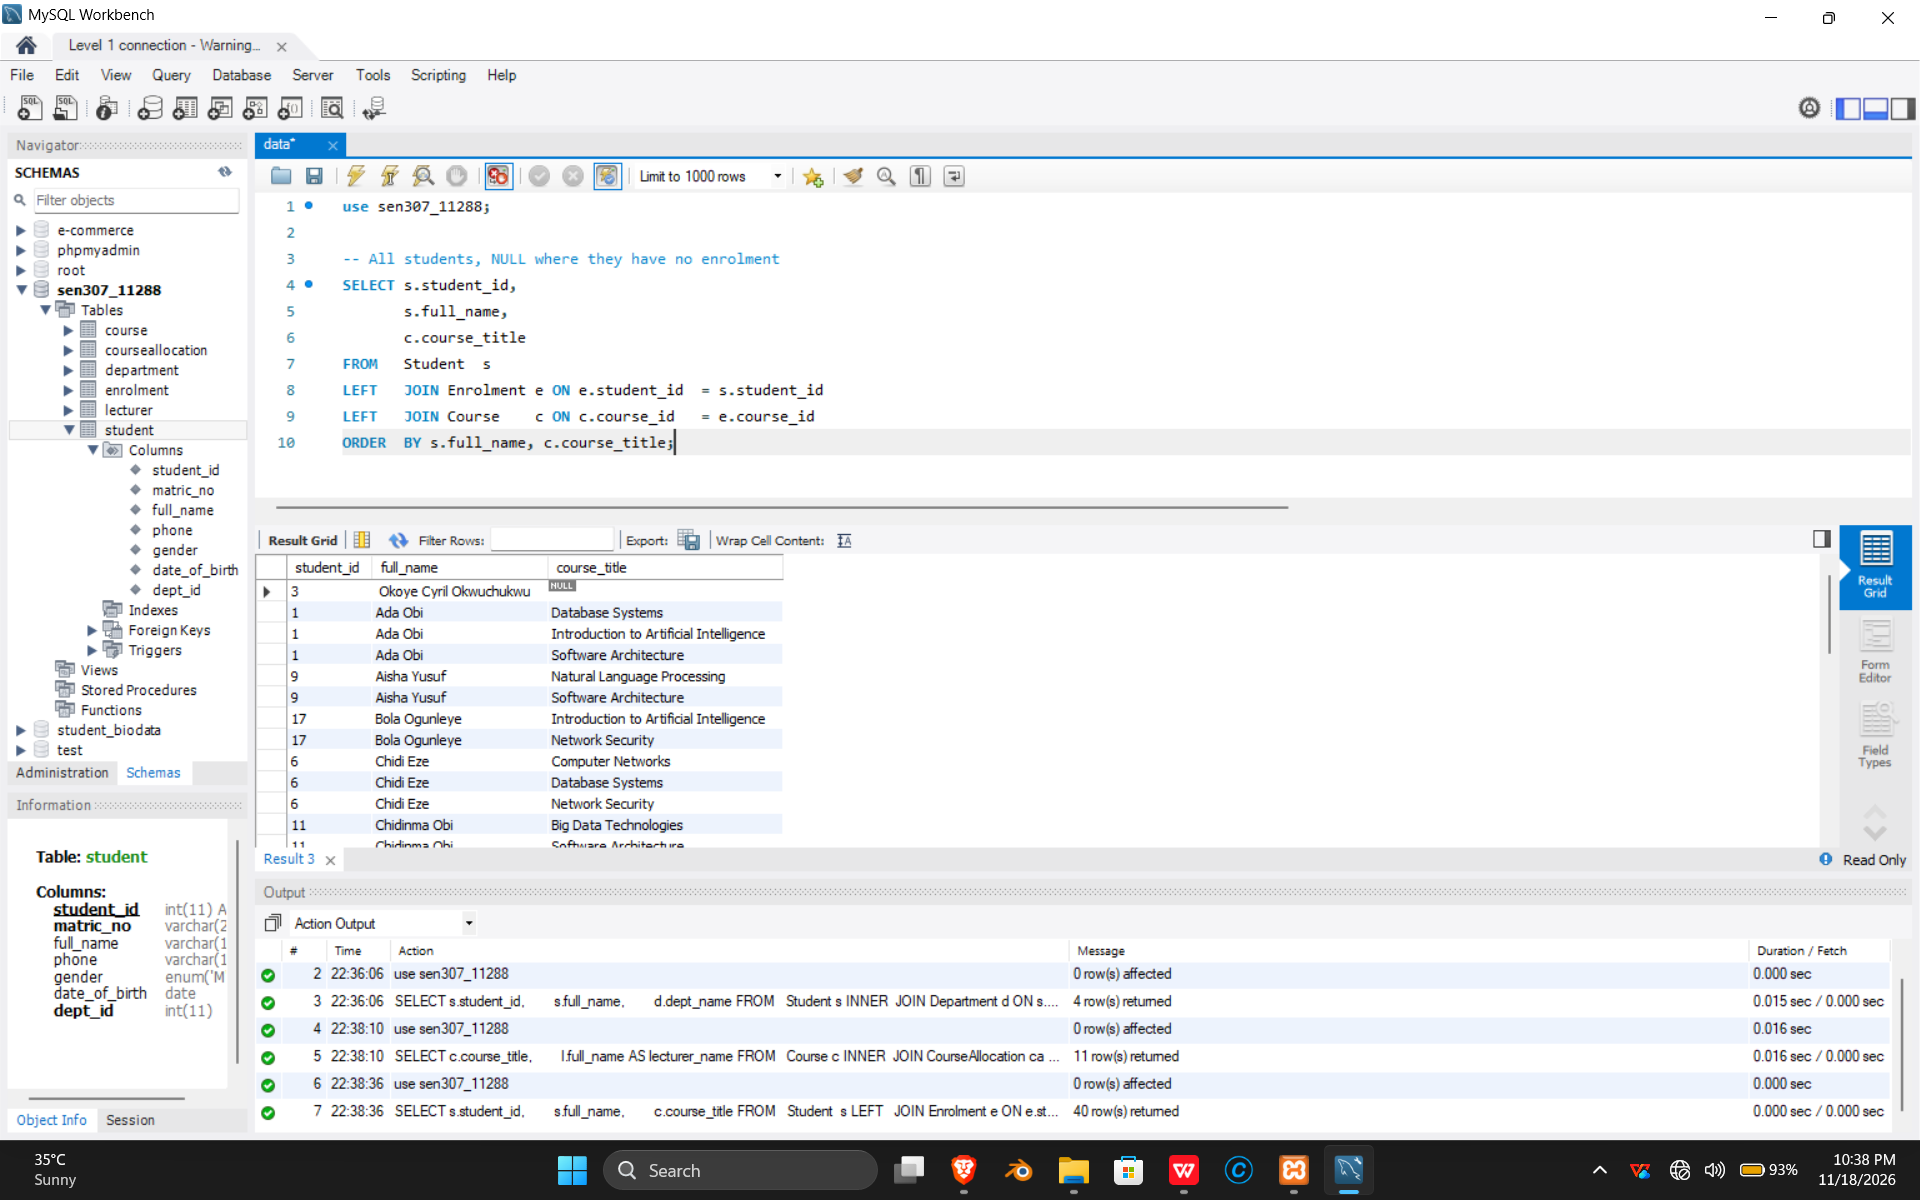 MySQL Workbench
Level 1 connection - Warning...
File Edit View Query Database Server Tools Scripting Help
Navigator
SCHEMAS
Filter objects
e-commerce
phpmyadmin
root
sen307_11288
Tables
course
courseallocation
department
enrolment
lecturer
student
Columns
student_id
matric_no
full_name
phone
gender
date_of_birth
dept_id
Indexes
Foreign Keys
Triggers
Views
Stored Procedures
Functions
student_biodata
test
Administration Schemas
Information
Table: student
Columns:
student_id int(11) A
matric_no varchar(2
full_name varchar(1
phone varchar(1
gender enum('M
date_of_birth date
dept_id int(11)
Object Info Session
data*
Limit to 1000 rows
1 use sen307_11288;
2
3 -- All students, NULL where they have no enrolment
4 SELECT s.student_id,
5 s.full_name,
6 c.course_title
7 FROM Student s
8 LEFT JOIN Enrolment e ON e.student_id = s.student_id
9 LEFT JOIN Course c ON c.course_id = e.course_id
10 ORDER BY s.full_name, c.course_title;
Result Grid Filter Rows: Export: Wrap Cell Content:
student_id full_name course_title
3 Okoye Cyril Okwuchukwu NULL
1 Ada Obi Database Systems
1 Ada Obi Introduction to Artificial Intelligence
1 Ada Obi Software Architecture
9 Aisha Yusuf Natural Language Processing
9 Aisha Yusuf Software Architecture
17 Bola Ogunleye Introduction to Artificial Intelligence
17 Bola Ogunleye Network Security
6 Chidi Eze Computer Networks
6 Chidi Eze Database Systems
6 Chidi Eze Network Security
11 Chidinma Obi Big Data Technologies
11 Chidinma Obi Software Architecture
Result Grid
Form Editor
Field Types
Result 3
Read Only
Output
Action Output
# Time Action Message Duration / Fetch
2 22:36:06 use sen307_11288 0 row(s) affected 0.000 sec
3 22:36:06 SELECT s.student_id, s.full_name, d.dept_name FROM Student s INNER JOIN Department d ON s.... 4 row(s) returned 0.015 sec / 0.000 sec
4 22:38:10 use sen307_11288 0 row(s) affected 0.016 sec
5 22:38:10 SELECT c.course_title, l.full_name AS lecturer_name FROM Course c INNER JOIN CourseAllocation ca ... 11 row(s) returned 0.016 sec / 0.000 sec
6 22:38:36 use sen307_11288 0 row(s) affected 0.000 sec
7 22:38:36 SELECT s.student_id, s.full_name, c.course_title FROM Student s LEFT JOIN Enrolment e ON e.st... 40 row(s) returned 0.000 sec / 0.000 sec
35°C
Sunny
Search
93%
10:38 PM
11/18/2026